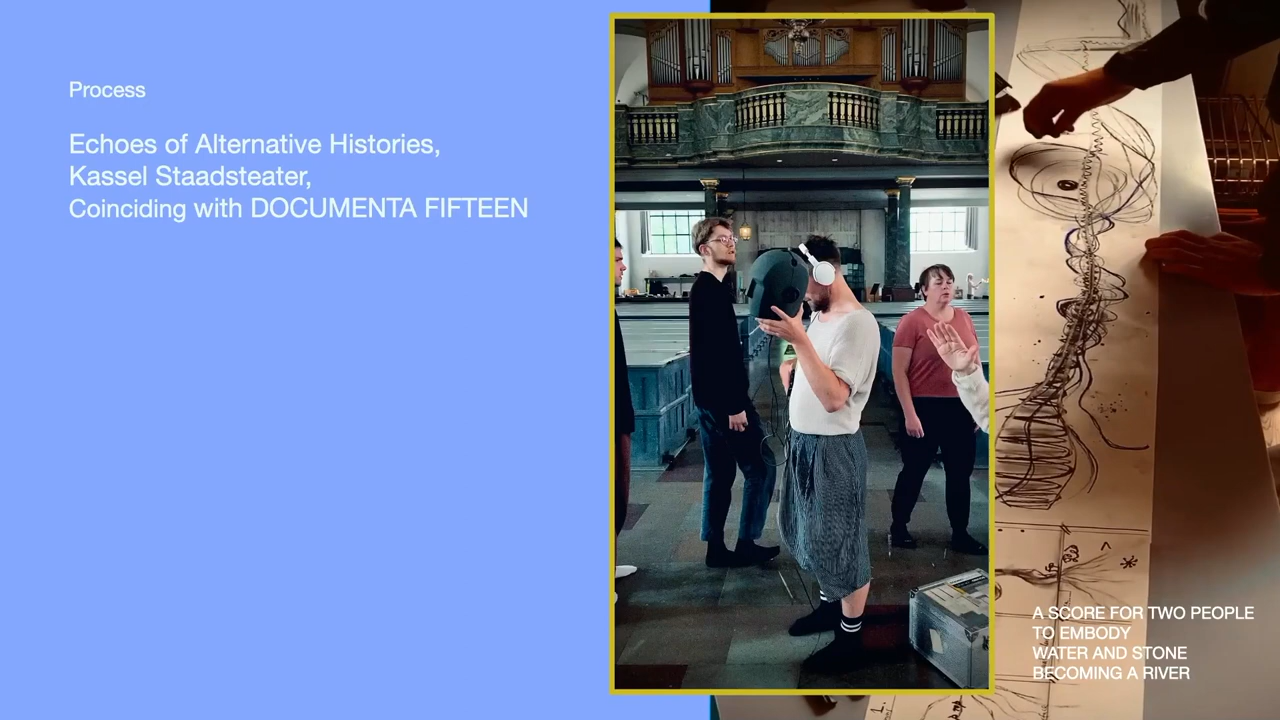 Process
Echoes of Alternative Histories,
Kassel Staadsteater,
Coinciding with DOCUMENTA FIFTEEN
A SCORE FOR TWO PEOPLE
TO EMBODY
WATER AND STONE
BECOMING A RIVER